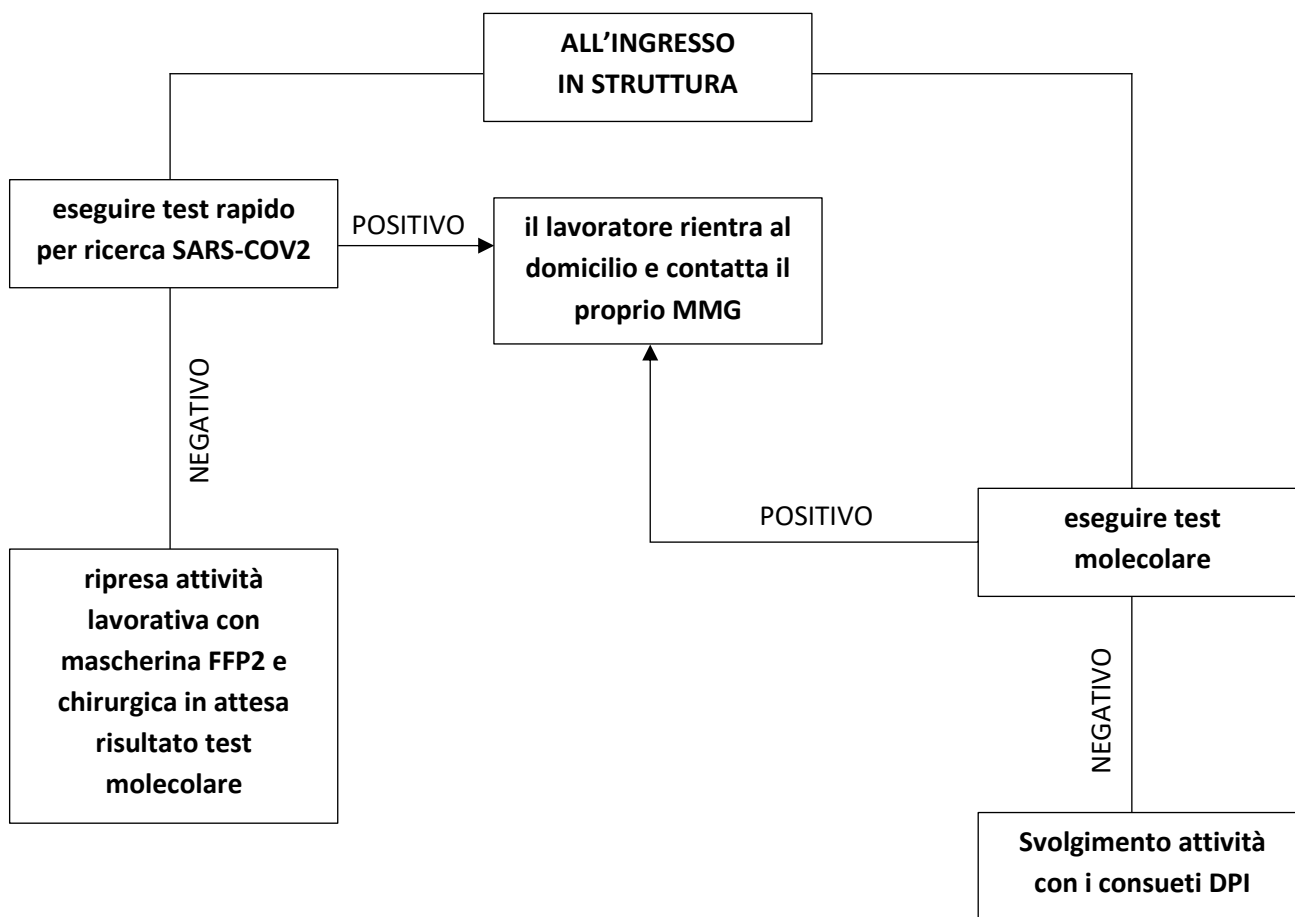 ALL’INGRESSO
IN STRUTTURA
eseguire test rapido
per ricerca SARS-COV2
POSITIVO
il lavoratore rientra al
domicilio e contatta il
proprio MMG
NEGATIVO
POSITIVO
eseguire test
molecolare
ripresa attività
lavorativa con
mascherina FFP2 e
chirurgica in attesa
risultato test
molecolare
NEGATIVO
Svolgimento attività
con i consueti DPI